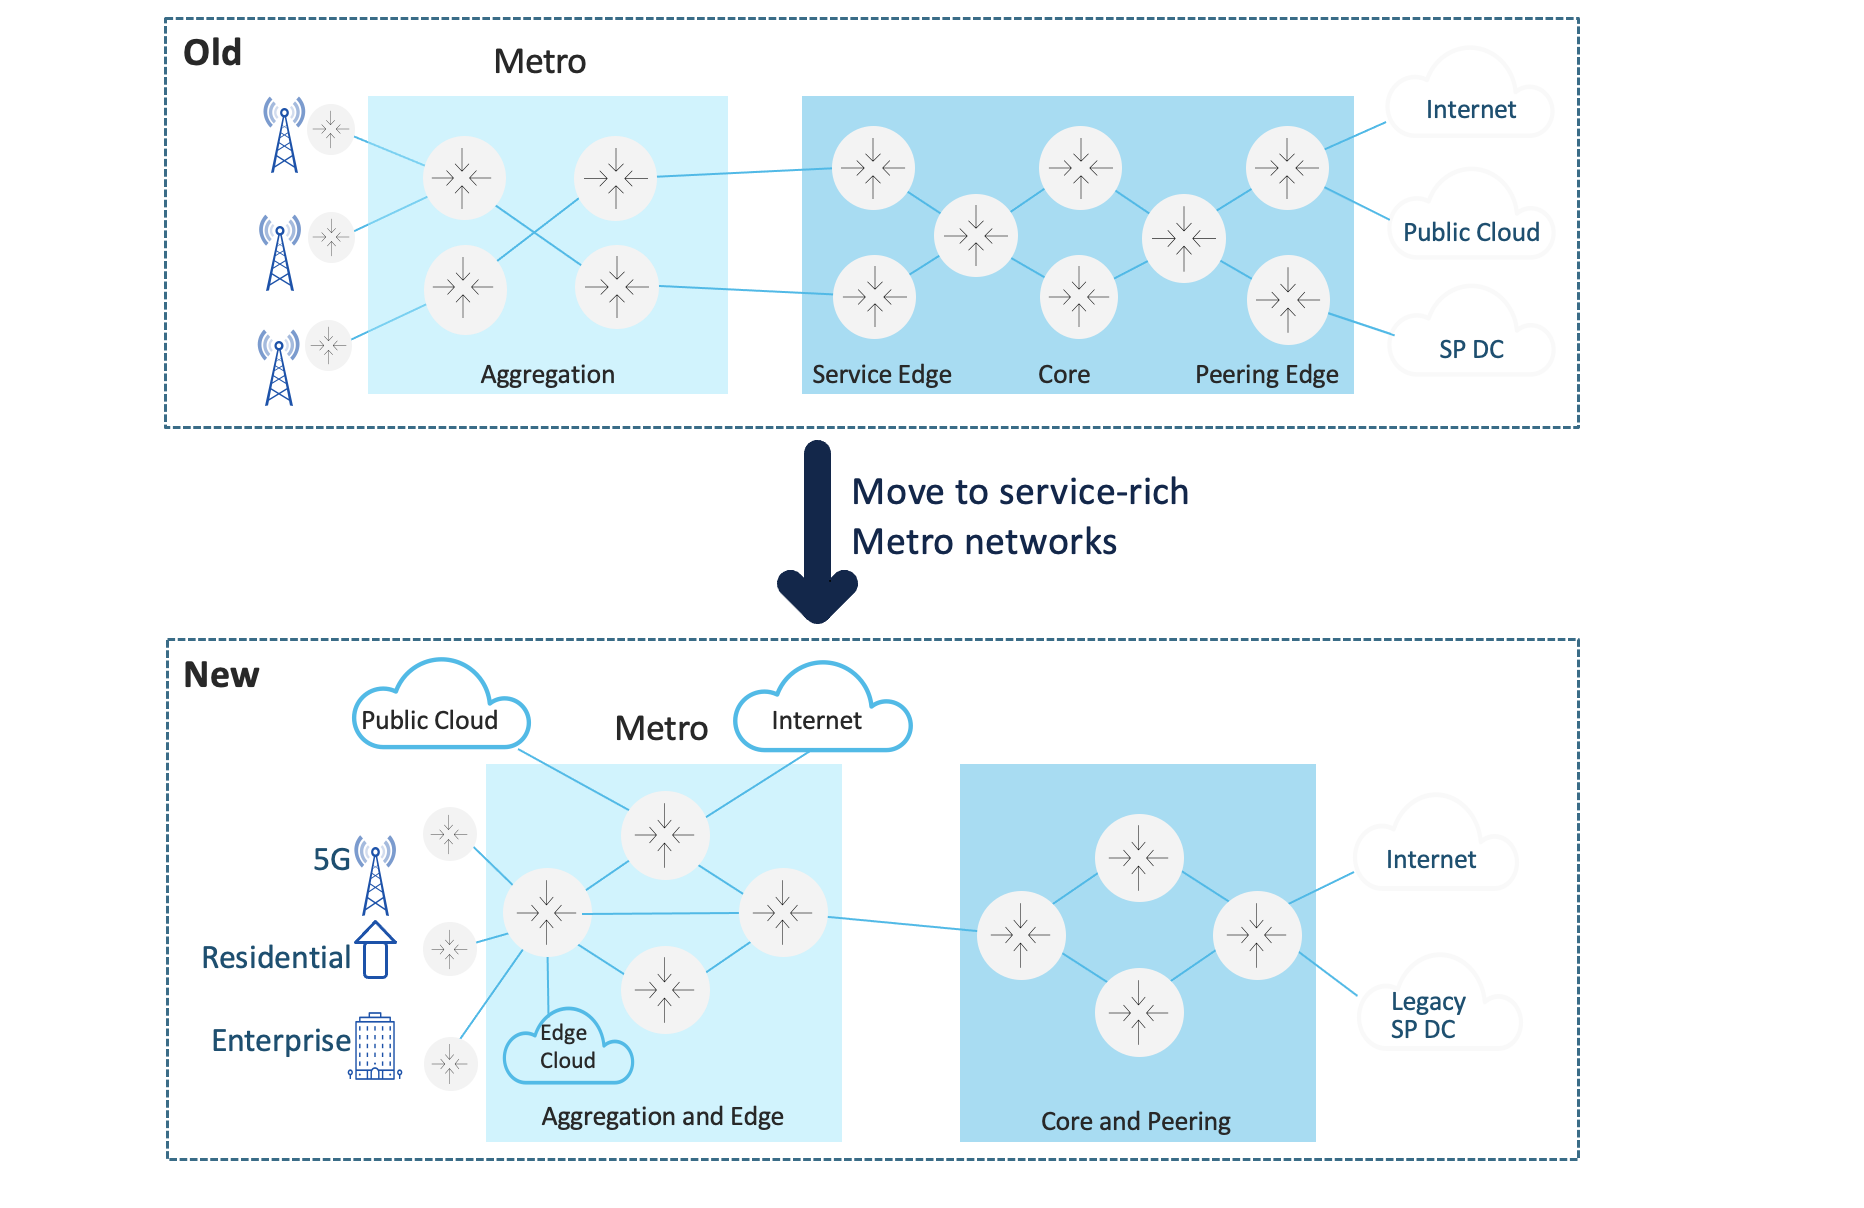 Old
Metro
Internet
Public Cloud
SP DC
Aggregation
Service Edge
Core
Peering Edge
Move to service-rich
Metro networks
New
Public Cloud
Metro
Internet
5G
Residential
Enterprise
Edge
Cloud
Aggregation and Edge
Core and Peering
Internet
Legacy
SP DC